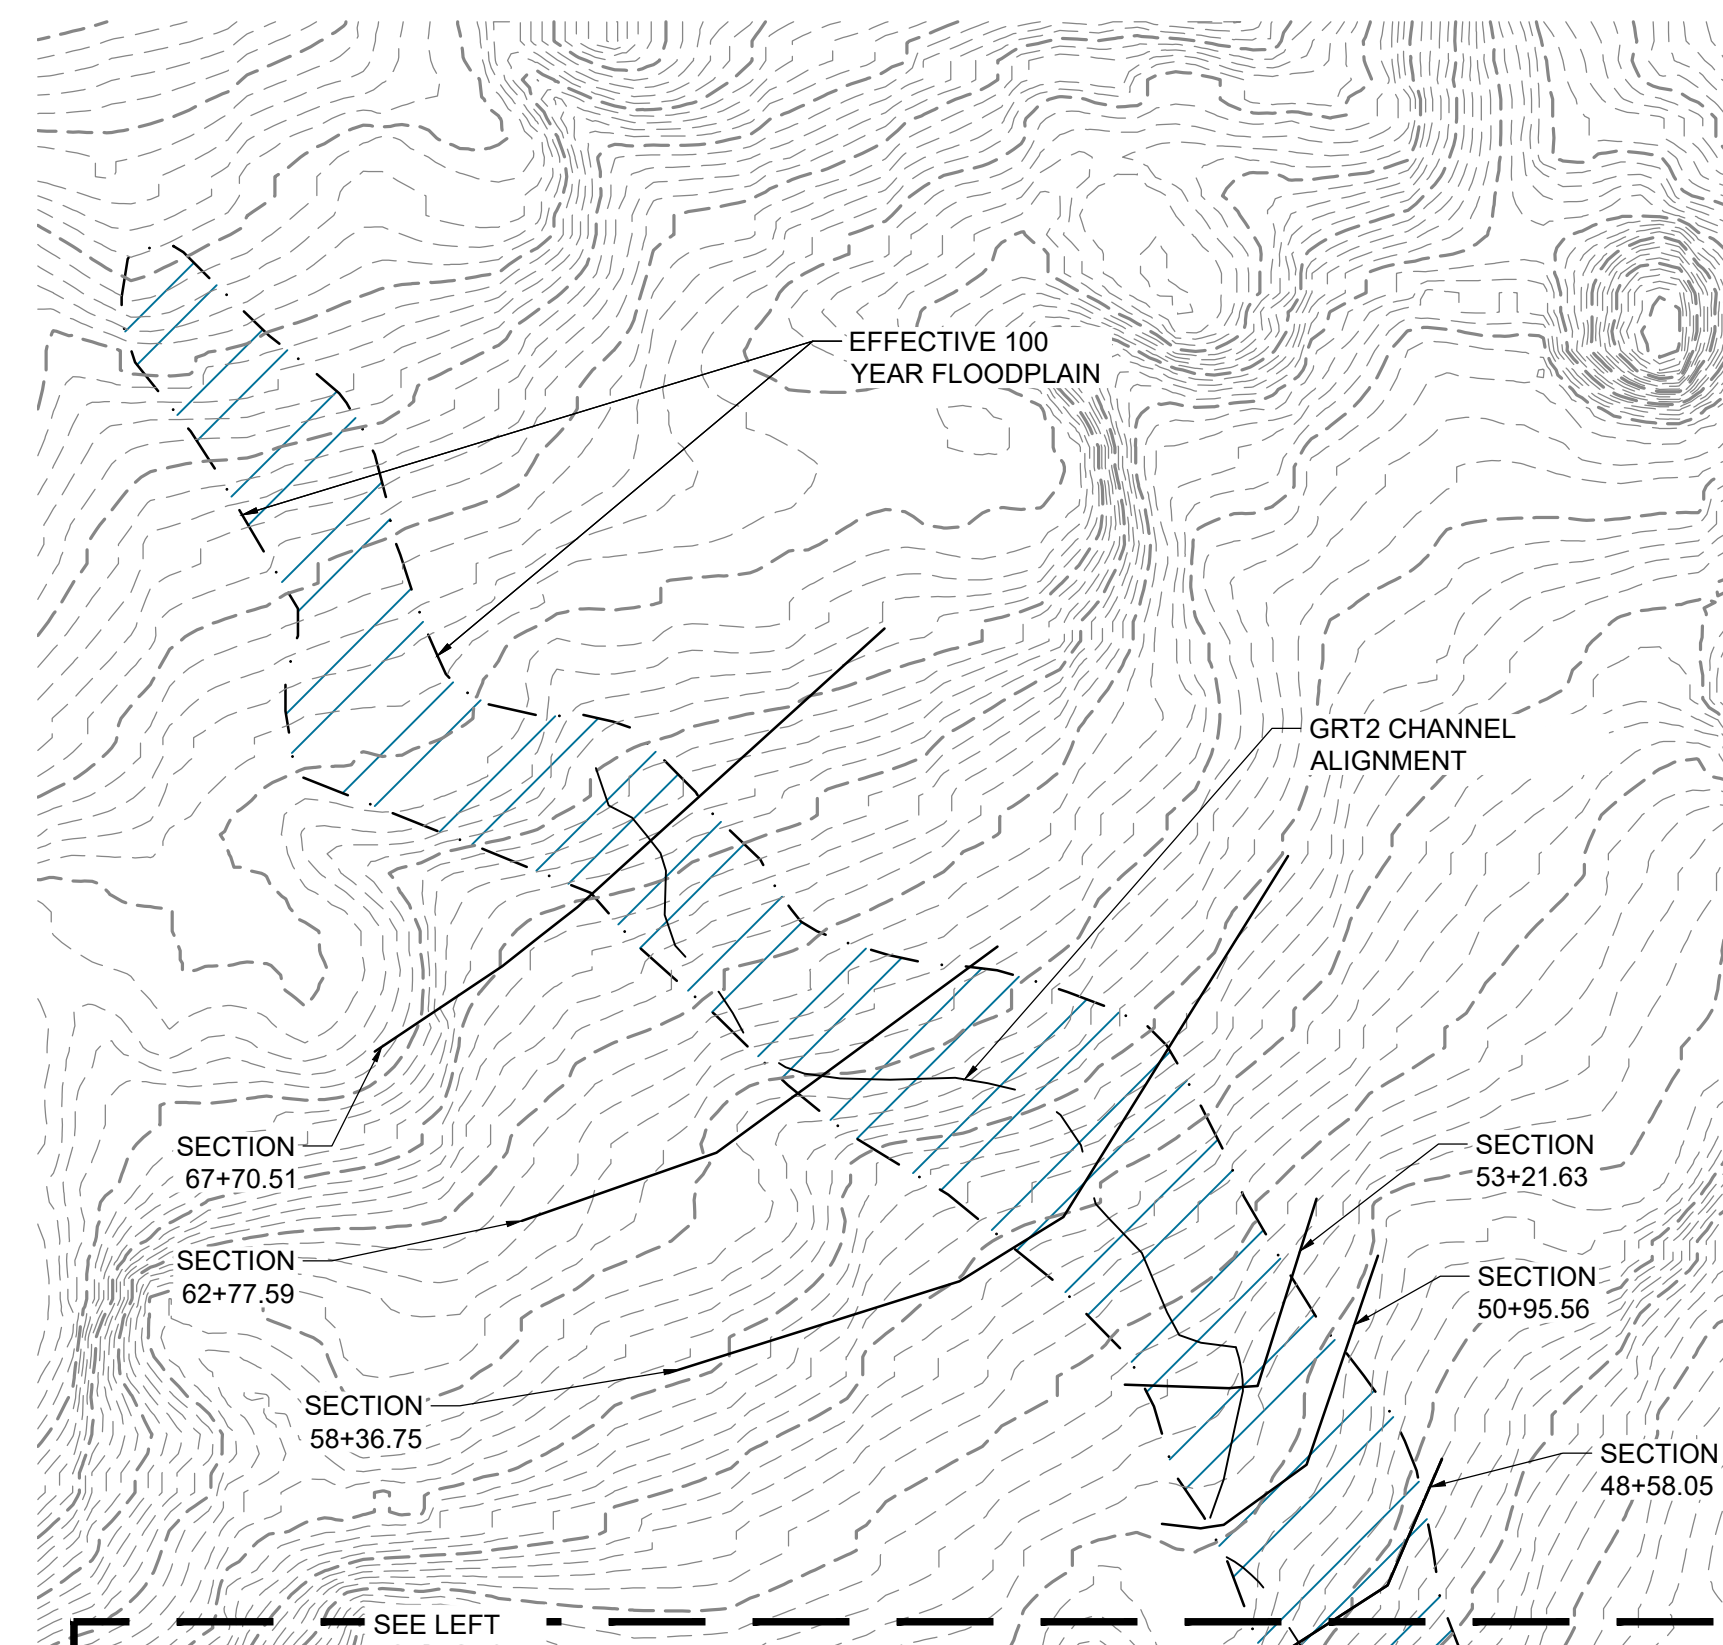 EFFECTIVE 100
YEAR FLOODPLAIN
GRT2 CHANNEL
ALIGNMENT
SECTION
67+70.51
SECTION
53+21.63
SECTION
62+77.59
SECTION
50+95.56
SECTION
58+36.75
SECTION
48+58.05
SEE LEFT